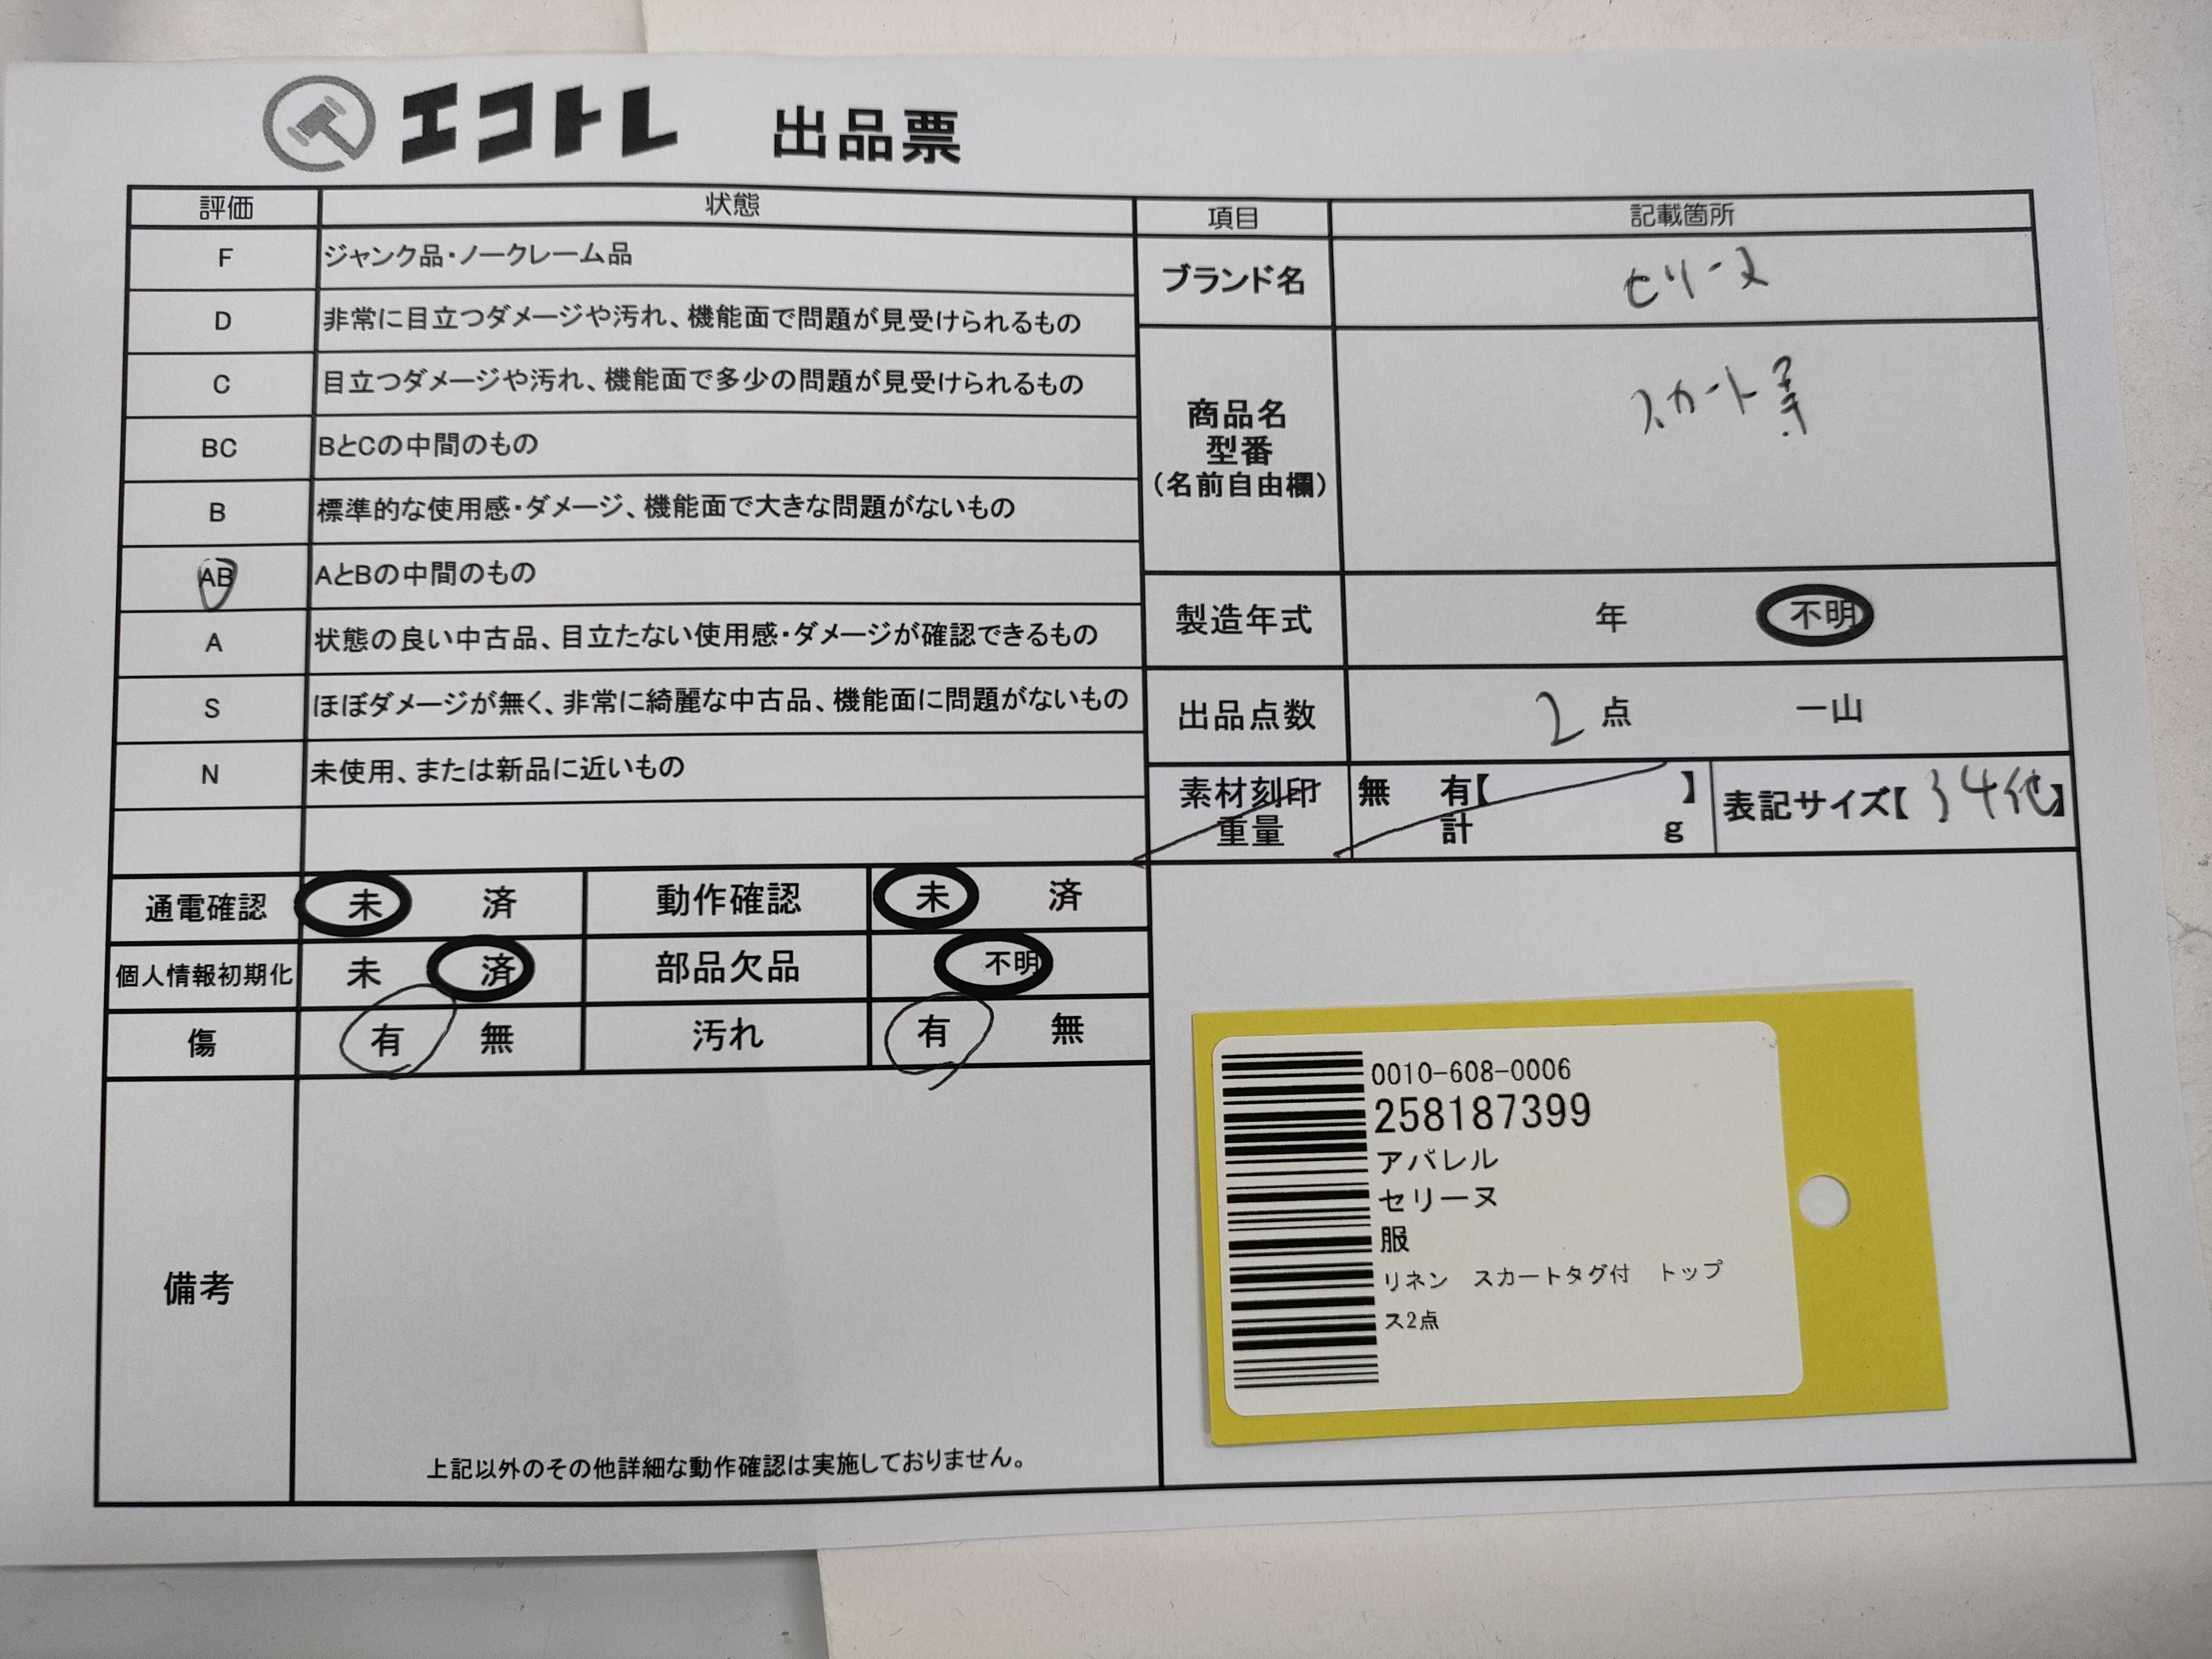 エコトレ 出品票
評価 状態
F ジャンク品・ノークレーム品
D 非常に目立つダメージや汚れ、機能面で問題が見受けられるもの
C 目立つダメージや汚れ、機能面で多少の問題が見受けられるもの
BC BとCの中間のもの
B 標準的な使用感・ダメージ、機能面で大きな問題がないもの
AB AとBの中間のもの
A 状態の良い中古品、目立たない使用感・ダメージが確認できるもの
S ほぼダメージが無く、非常に綺麗な中古品、機能面に問題がないもの
N 未使用、または新品に近いもの
項目 記載箇所
ブランド名 セリーヌ
商品名
型番
(名前自由欄)
スカート等
製造年式 年 不明
出品点数 2 点 一山
素材刻印
重量
無 有【 】
計 g
表記サイズ【34他】
通電確認 未 済 動作確認 未 済
個人情報初期化 未 済 部品欠品 不明
傷 有 無 汚れ 有 無
備考
上記以外のその他詳細な動作確認は実施しておりません。
0010-608-0006
258187399
アパレル
セリーヌ
服
リネン スカートタグ付 トップ
ス2点